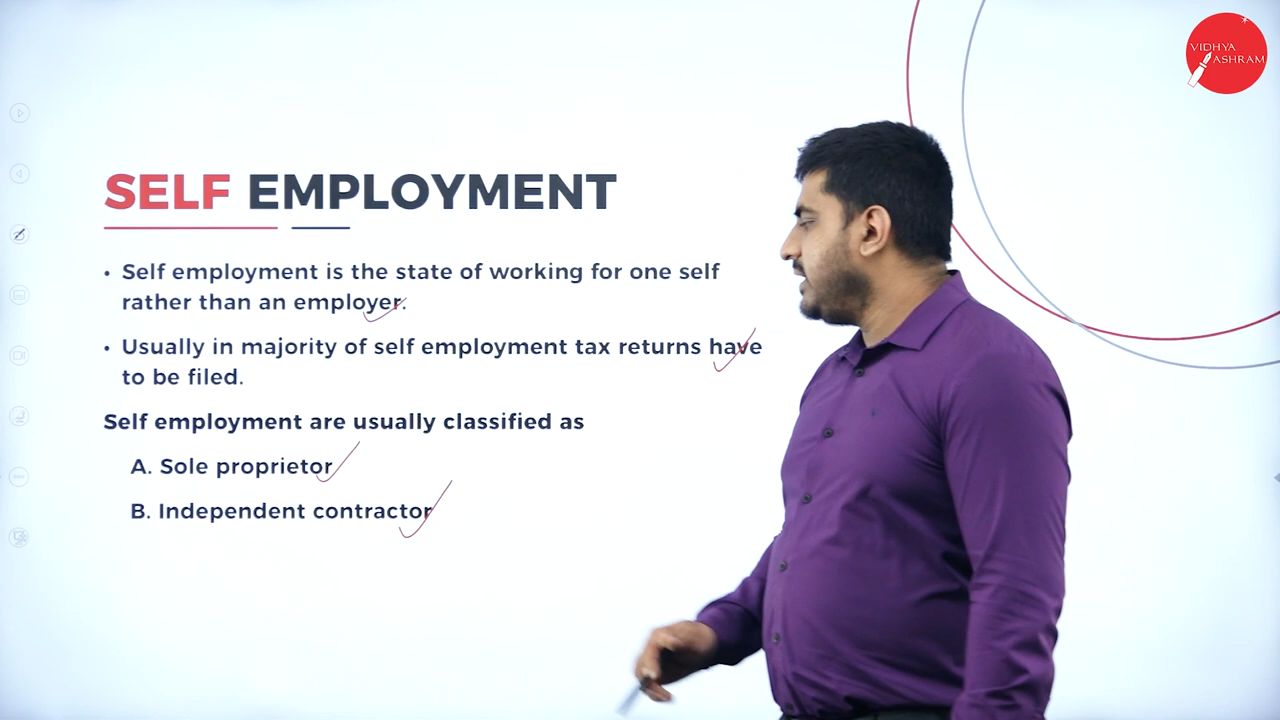 VIDHYA
ASHRAM
SELF EMPLOYMENT
• Self employment is the state of working for one self
rather than an employer.
• Usually in majority of self employment tax returns have
to be filed.
Self employment are usually classified as
A. Sole proprietor
B. Independent contractor